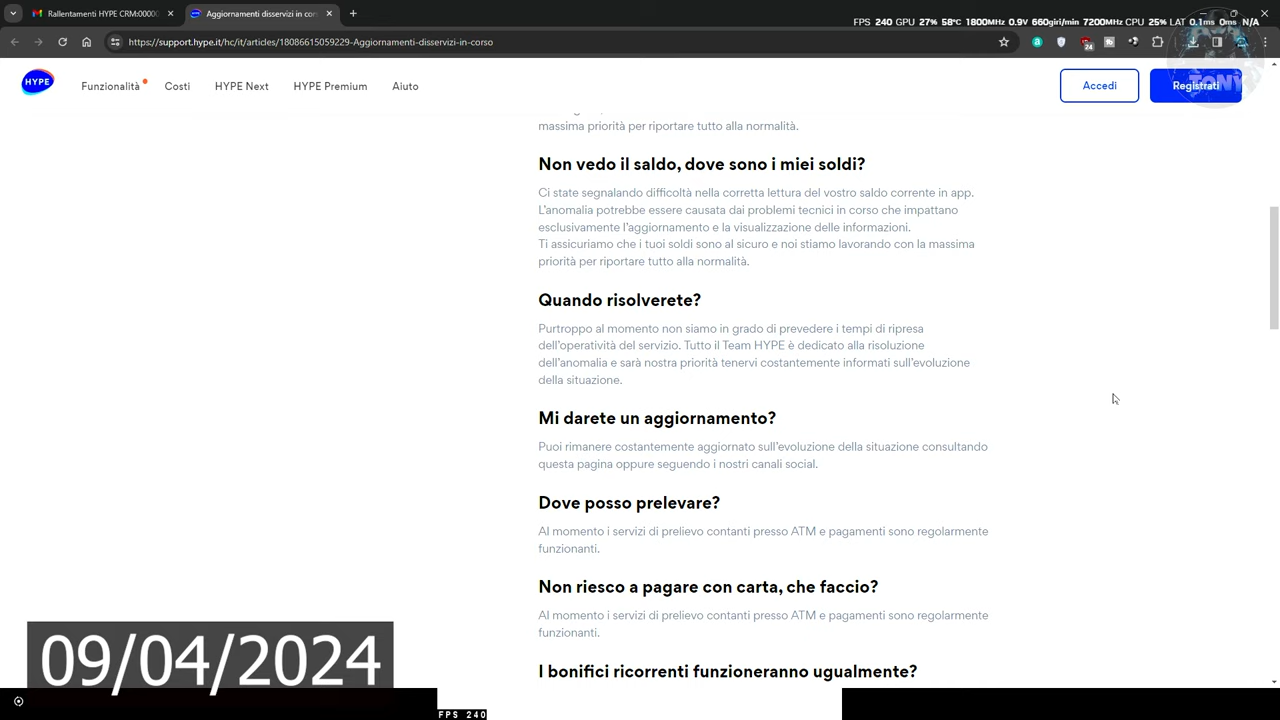 Rallentamenti HYPE CRM:00000
Aggiornamenti disservizi in cor
FPS 240 GPU 27% 58°C 1800MHz 0.9V 660giri/min 7200MHz CPU 25% LAT 0.1ms 0ms N/A
https://support.hype.it/hc/it/articles/18086615059229-Aggiornamenti-disservizi-in-corso
24
HYPE
Funzionalità
Costi
HYPE Next
HYPE Premium
Aiuto
Accedi
Registrati
TONY
massima priorità per riportare tutto alla normalità.
Non vedo il saldo, dove sono i miei soldi?
Ci state segnalando difficoltà nella corretta lettura del vostro saldo corrente in app.
L'anomalia potrebbe essere causata dai problemi tecnici in corso che impattano
esclusivamente l'aggiornamento e la visualizzazione delle informazioni.
Ti assicuriamo che i tuoi soldi sono al sicuro e noi stiamo lavorando con la massima
priorità per riportare tutto alla normalità.
Quando risolverete?
Purtroppo al momento non siamo in grado di prevedere i tempi di ripresa
dell'operatività del servizio. Tutto il Team HYPE è dedicato alla risoluzione
dell'anomalia e sarà nostra priorità tenervi costantemente informati sull'evoluzione
della situazione.
Mi darete un aggiornamento?
Puoi rimanere costantemente aggiornato sull'evoluzione della situazione consultando
questa pagina oppure seguendo i nostri canali social.
Dove posso prelevare?
Al momento i servizi di prelievo contanti presso ATM e pagamenti sono regolarmente
funzionanti.
Non riesco a pagare con carta, che faccio?
Al momento i servizi di prelievo contanti presso ATM e pagamenti sono regolarmente
funzionanti.
I bonifici ricorrenti funzioneranno ugualmente?
09/04/2024
FPS 240